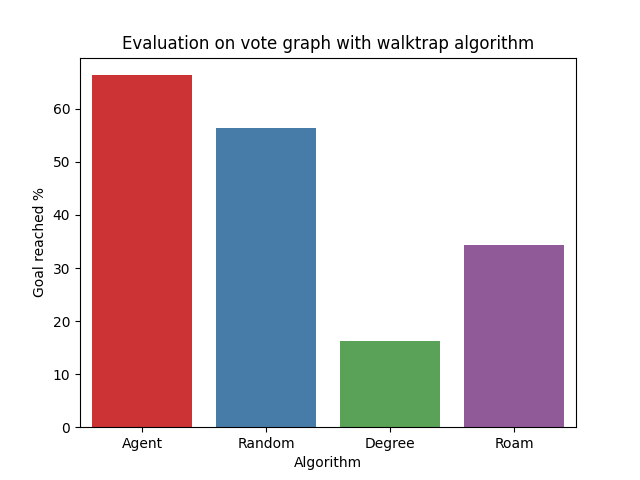 Evaluation on vote graph with walktrap algorithm
Goal reached %
60
50
40
30
20
10
0
Agent Random Degree Roam
Algorithm